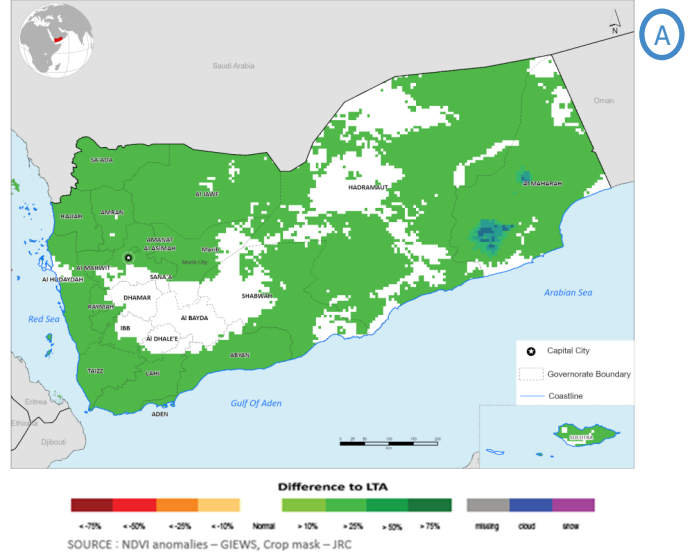 A
N
Saudi Arabia
Oman
SA'ADA
HADRAMAUT
Al MAHARAH
Al JAWF
HAJJAH
AMRAN
AMANAT
Al ASIMAH
Marib
Marib City
Al MAHWIT
SANA'A
Al HUDAYDAH
DHAMAR
SHABWAH
Arabian Sea
RAYMAH
Al BAYDA
Red Sea
IBB
Al DHALE'E
Capital City
ABYAN
TAIZZ
LAHJ
Governorate Boundary
Eritrea
Gulf Of Aden
Coastline
ADEN
Ethiopia
Djibouti
SOCOTRA
Difference to LTA
<-75% <-50% <-25% <-10% Normal >10% >25% >50% >75% missing cloud snow
SOURCE : NDVI anomalies – GIEWS, Crop mask – JRC